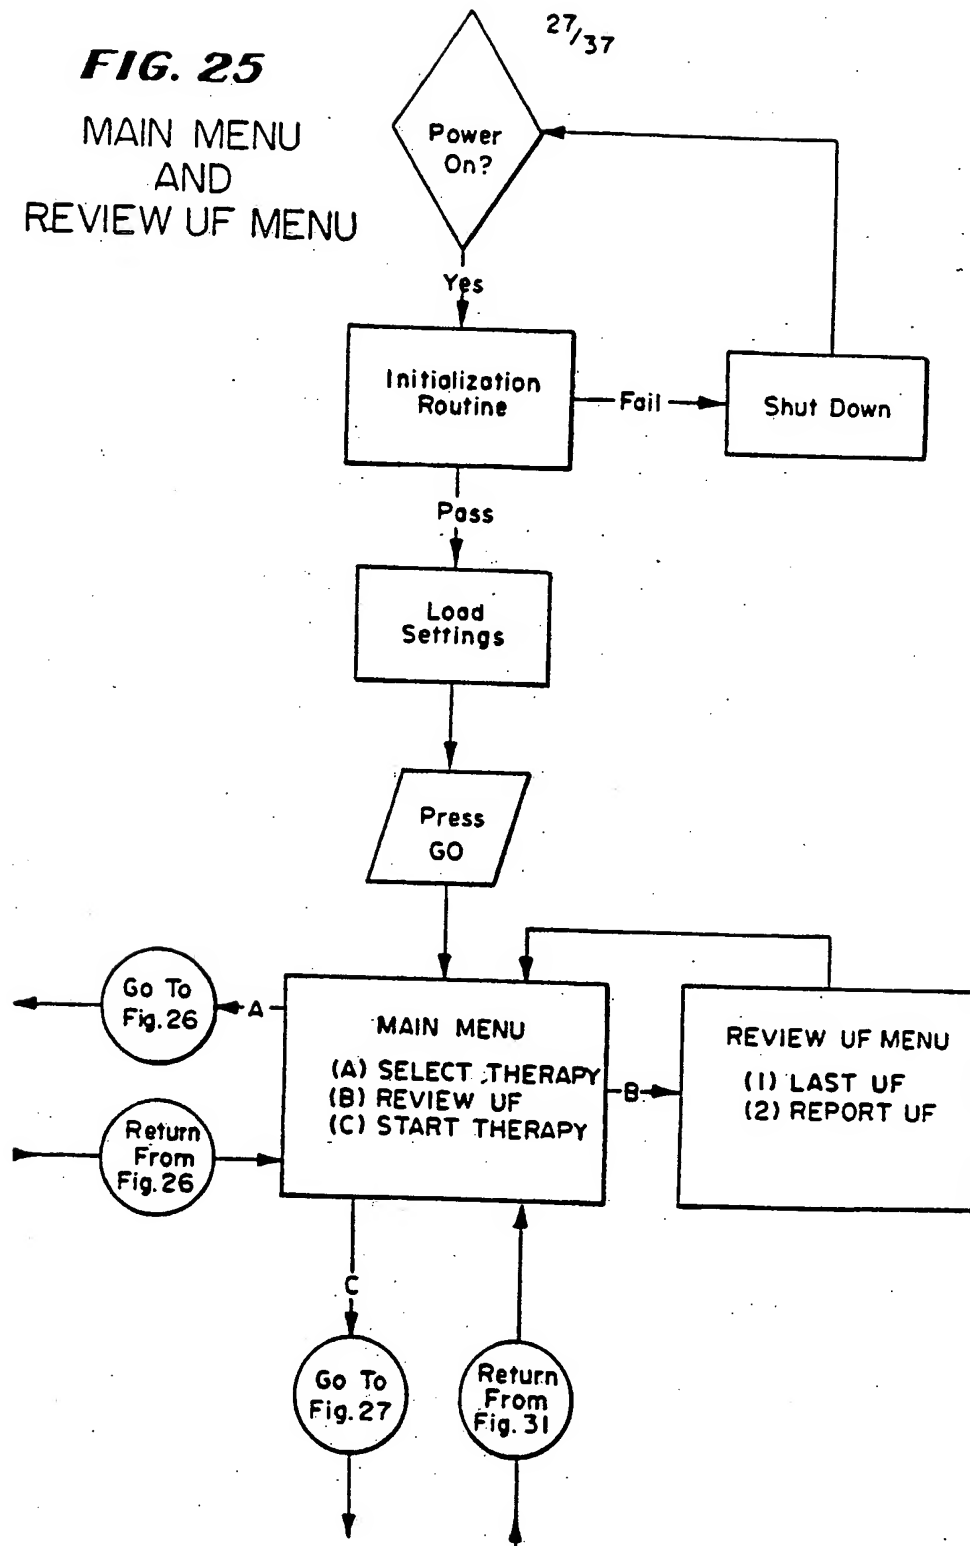 27/37
FIG. 25
MAIN MENU
AND
REVIEW UF MENU
Power
On?
Yes
Initialization
Routine
Fail
Shut Down
Pass
Load
Settings
Press
GO
Go To
Fig. 26
A
MAIN MENU
(A) SELECT THERAPY
(B) REVIEW UF
(C) START THERAPY
B
REVIEW UF MENU
(1) LAST UF
(2) REPORT UF
Return
From
Fig. 26
C
Go To
Fig. 27
Return
From
Fig. 31